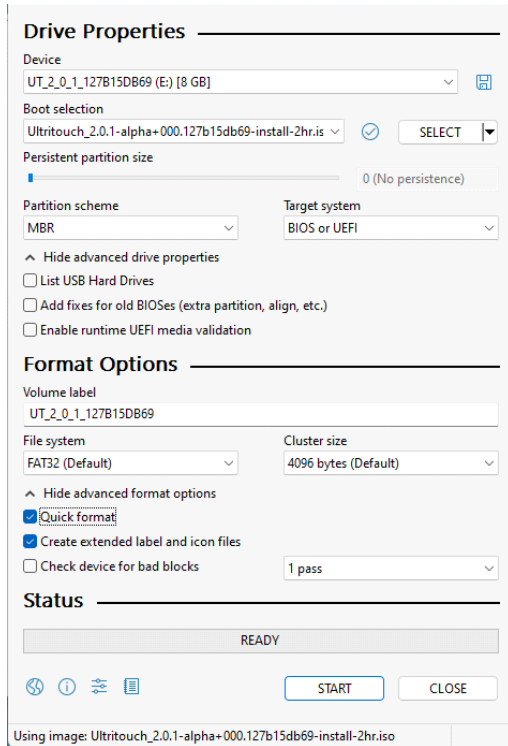 Drive Properties
Device
UT_2_0_1_127B15DB69 (E:) [8 GB]
Boot selection
Ultritouch_2.0.1-alpha+000.127b15db69-install-2hr.is
SELECT
Persistent partition size
0 (No persistence)
Partition scheme
Target system
MBR
BIOS or UEFI
Hide advanced drive properties
List USB Hard Drives
Add fixes for old BIOSes (extra partition, align, etc.)
Enable runtime UEFI media validation
Format Options
Volume label
UT_2_0_1_127B15DB69
File system
Cluster size
FAT32 (Default)
4096 bytes (Default)
Hide advanced format options
Quick format
Create extended label and icon files
Check device for bad blocks
1 pass
Status
READY
START
CLOSE
Using image: Ultritouch_2.0.1-alpha+000.127b15db69-install-2hr.iso